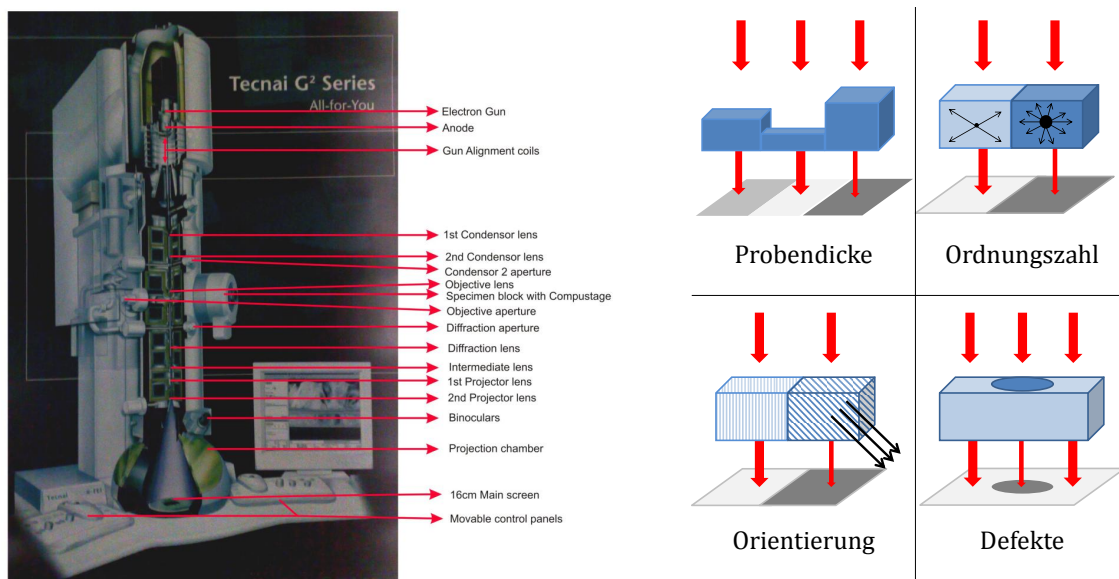 Tecnai G² Series
All-for-You
Electron Gun
Anode
Gun Alignment coils
1st Condensor lens
2nd Condensor lens
Condensor 2 aperture
Objective lens
Specimen block with Compustage
Objective aperture
Diffraction aperture
Diffraction lens
Intermediate lens
1st Projector lens
2nd Projector lens
Binoculars
Projection chamber
16cm Main screen
Movable control panels
Tecnai
Probendicke
Ordnungszahl
Orientierung
Defekte